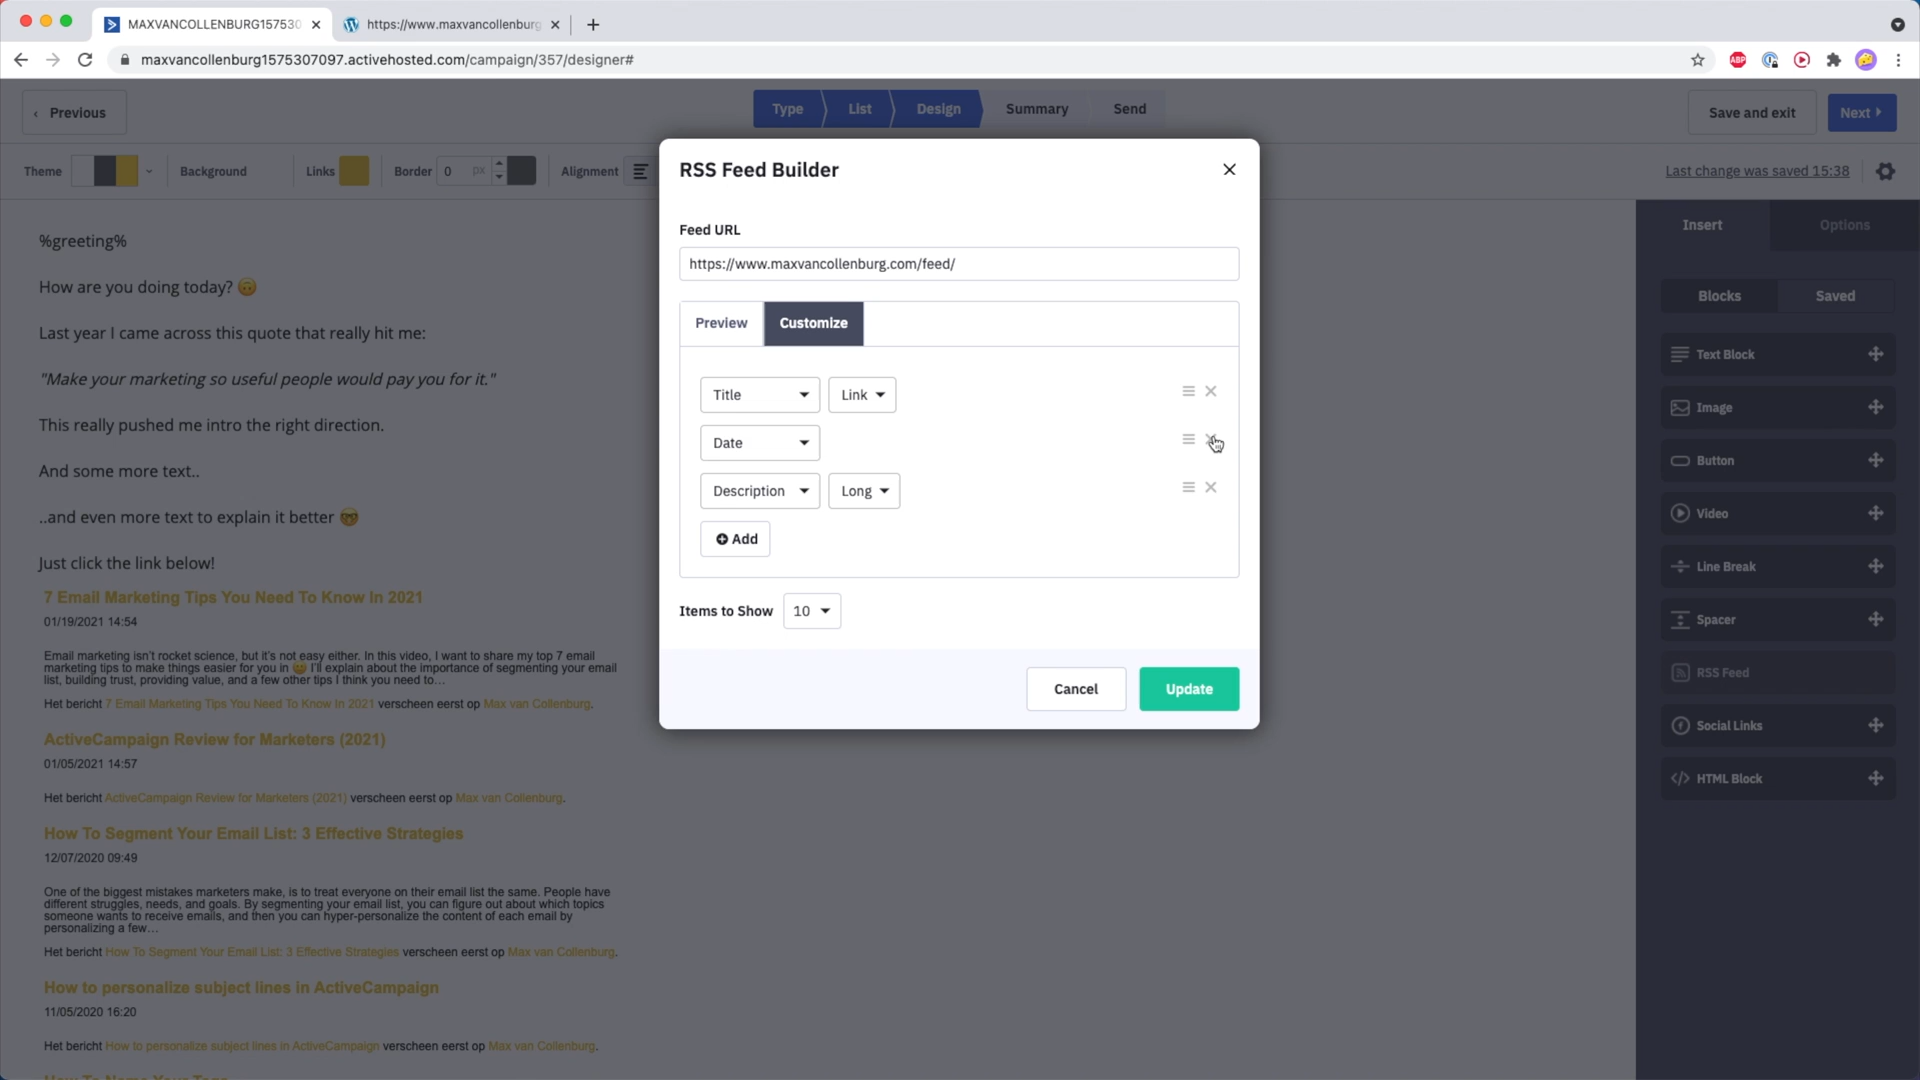 MAXVANCOLLENBURG157530
https://www.maxvancollenburg
maxvancollenburg1575307097.activehosted.com/campaign/357/designer#
ABP
Previous
Type
List
Design
Summary
Send
Save and exit
Next
Theme
Background
Links
Border
0
px
Alignment
Last change was saved 15:38
RSS Feed Builder
Feed URL
https://www.maxvancollenburg.com/feed/
Preview
Customize
Title
Link
Date
Description
Long
Add
Items to Show
10
Cancel
Update
%greeting%
How are you doing today? 🙃
Last year I came across this quote that really hit me:
"Make your marketing so useful people would pay you for it."
This really pushed me intro the right direction.
And some more text..
..and even more text to explain it better 🤓
Just click the link below!
7 Email Marketing Tips You Need To Know In 2021
01/19/2021 14:54
Email marketing isn't rocket science, but it's not easy either. In this video, I want to share my top 7 email
marketing tips to make things easier for you in 😀 I'll explain about the importance of segmenting your email
list, building trust, providing value, and a few other tips I think you need to…
Het bericht 7 Email Marketing Tips You Need To Know In 2021 verscheen eerst op Max van Collenburg.
ActiveCampaign Review for Marketers (2021)
01/05/2021 14:57
Het bericht ActiveCampaign Review for Marketers (2021) verscheen eerst op Max van Collenburg.
How To Segment Your Email List: 3 Effective Strategies
12/07/2020 09:49
One of the biggest mistakes marketers make, is to treat everyone on their email list the same. People have
different struggles, needs, and goals. By segmenting your email list, you can figure out about which topics
someone wants to receive emails, and then you can hyper-personalize the content of each email by
personalizing a few…
Het bericht How To Segment Your Email List: 3 Effective Strategies verscheen eerst op Max van Collenburg.
How to personalize subject lines in ActiveCampaign
11/05/2020 16:20
Het bericht How to personalize subject lines in ActiveCampaign verscheen eerst op Max van Collenburg.
How To Name Your Tags
Insert
Options
Blocks
Saved
Text Block
Image
Button
Video
Line Break
Spacer
RSS Feed
Social Links
HTML Block